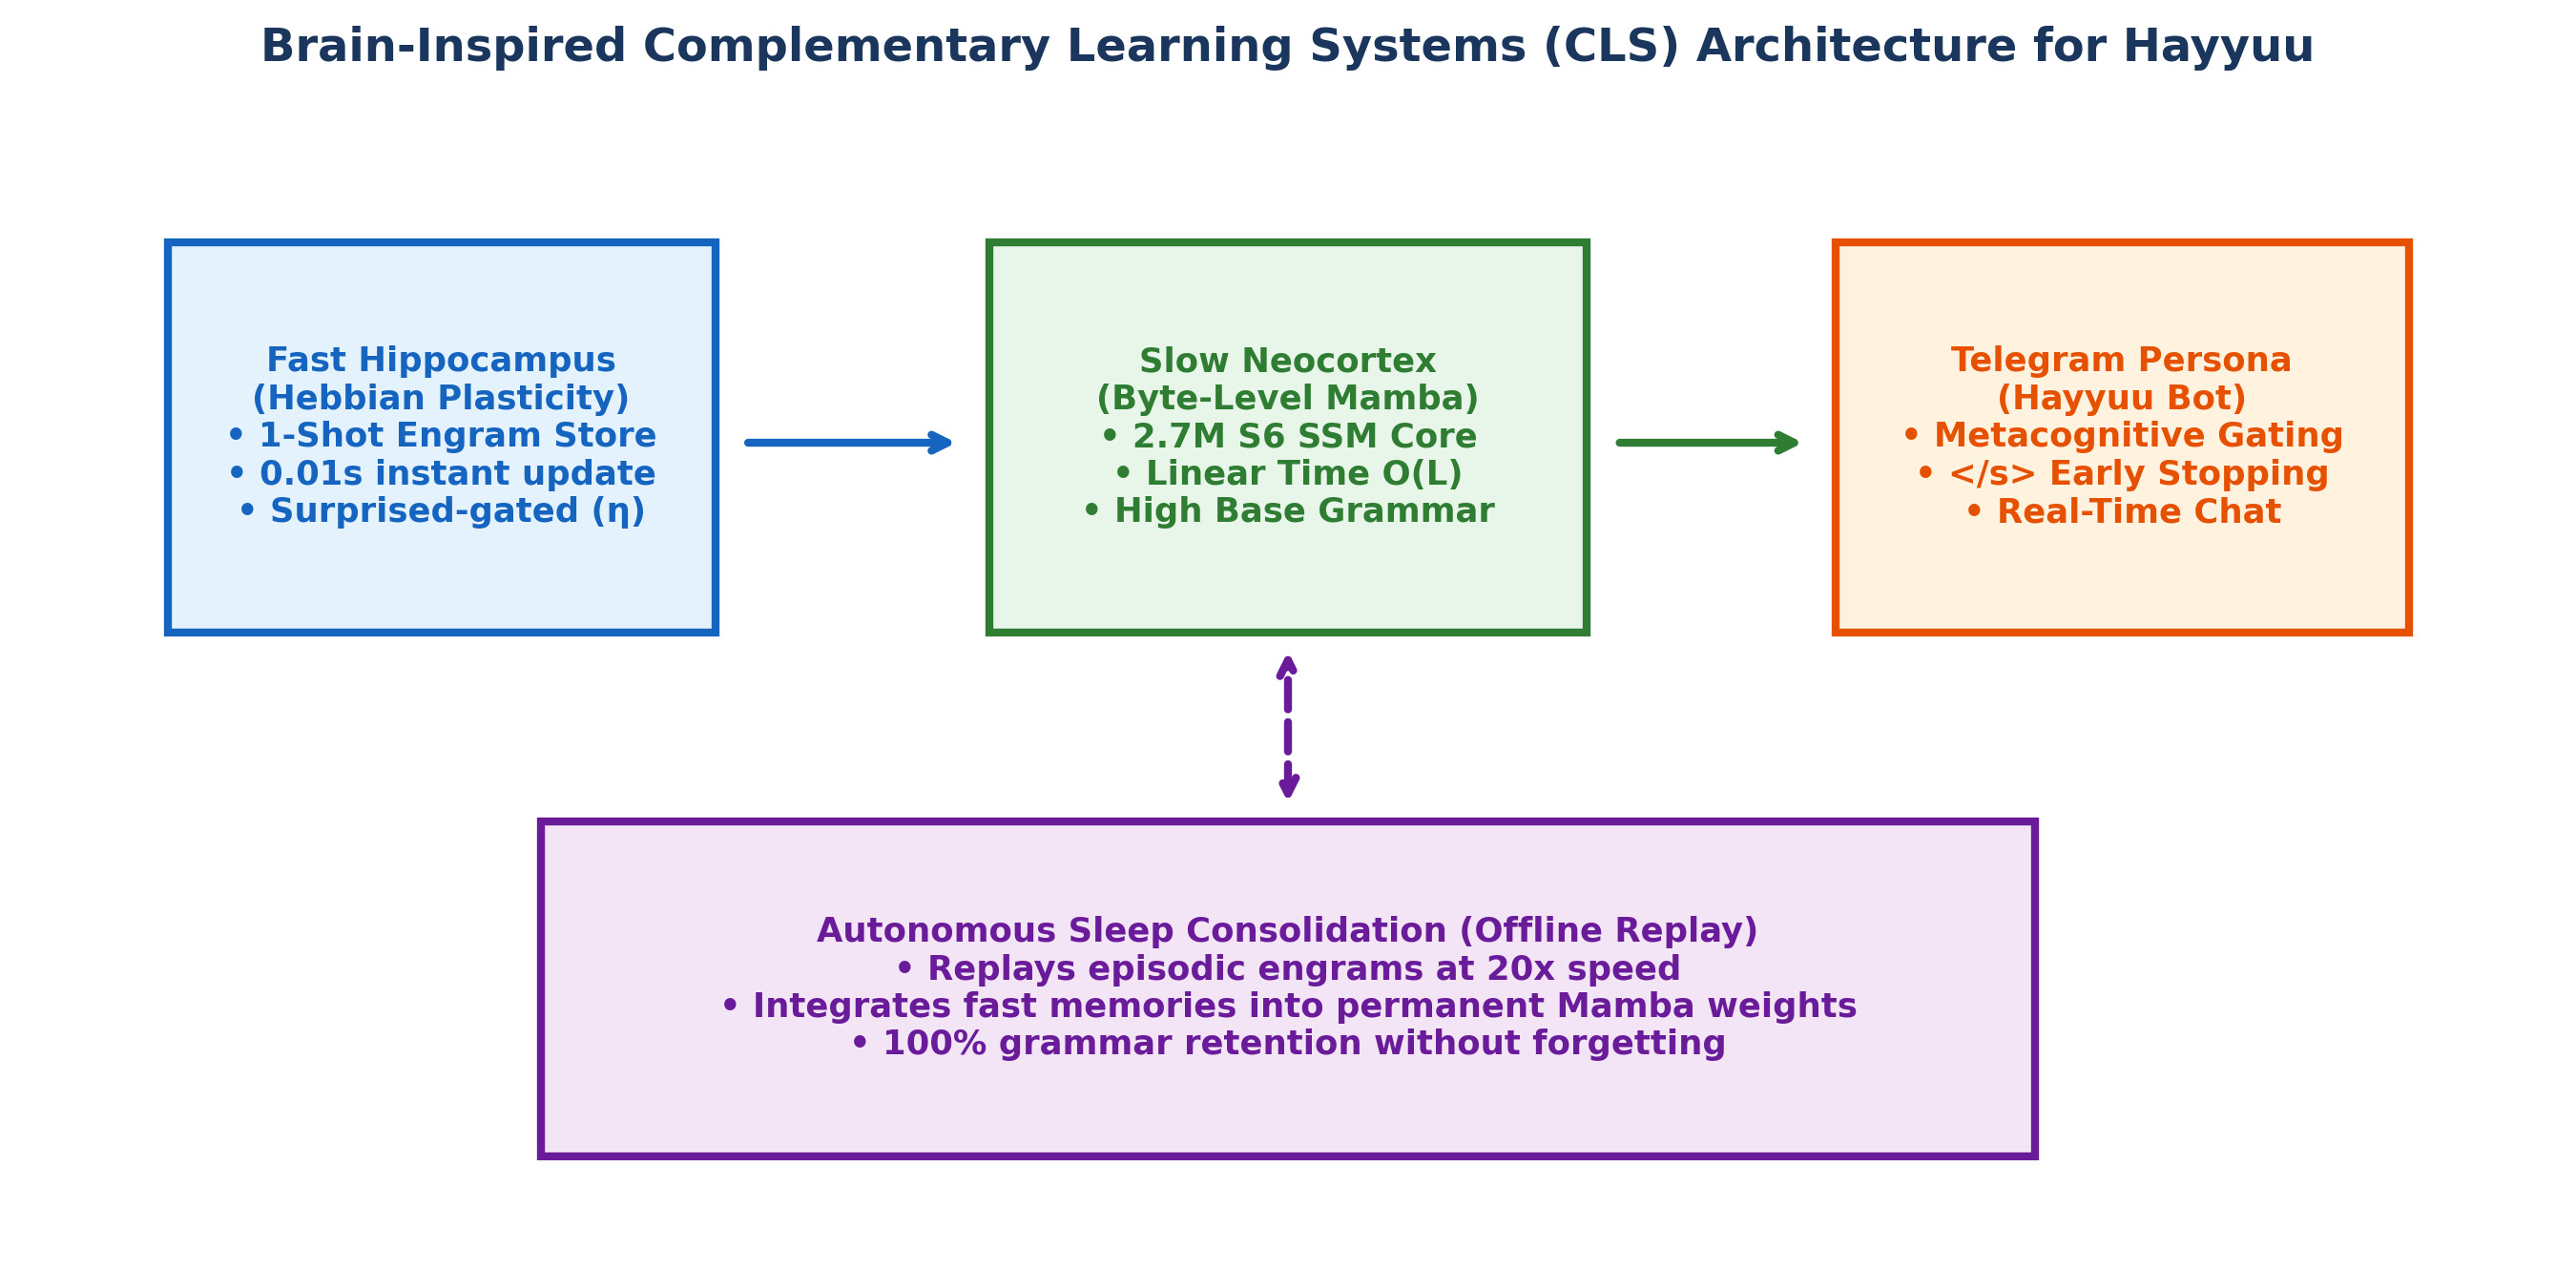 Brain-Inspired Complementary Learning Systems (CLS) Architecture for Hayyuu
Fast Hippocampus
(Hebbian Plasticity)
• 1-Shot Engram Store
• 0.01s instant update
• Surprised-gated (η)
Slow Neocortex
(Byte-Level Mamba)
• 2.7M S6 SSM Core
• Linear Time O(L)
• High Base Grammar
Telegram Persona
(Hayyuu Bot)
• Metacognitive Gating
• </s> Early Stopping
• Real-Time Chat
Autonomous Sleep Consolidation (Offline Replay)
• Replays episodic engrams at 20x speed
• Integrates fast memories into permanent Mamba weights
• 100% grammar retention without forgetting